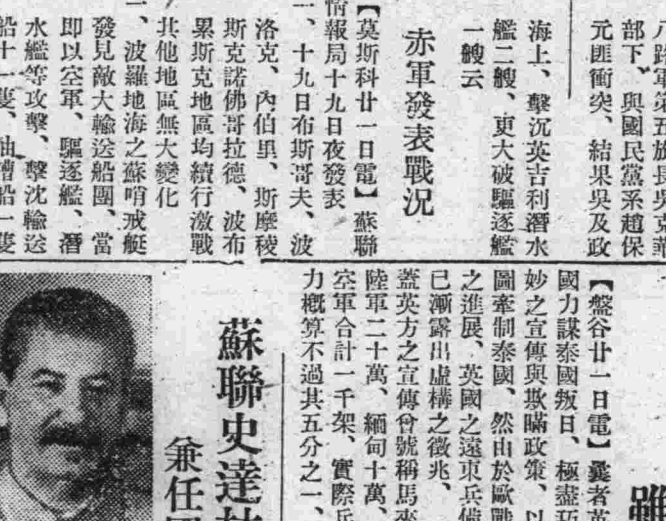 八路軍第五旅長吳克華
部下、與國民黨系趙保
元匪衝突、結果吳及政
海上、擊沉英吉利潛水
艦二艘、更大破驅逐艦
一艘云
赤軍發表戰況
【莫斯科廿一日電】蘇聯
情報局十九日夜發表
一、十九日布斯哥夫、波
洛克、內伯里、斯摩稜
斯克諾佛哥拉德、波布
累斯克地區均續行激戰
其他地區無大變化
一、波羅地海之蘇哨戒艇
發見敵大輸送船團、當
即以空軍、驅逐艦、潛
水艦等攻擊、擊沈輸送
船十一隻、油槽船一隻
雖
【盤谷廿一日電】曩者英
國力謀泰國叛日、極盡巧
妙之宣傳與欺瞞政策、以
圖牽制泰國、然由於歐戰
之進展、英國之遠東兵備
已漸露出虛構之徵兆、
蓋英方之宣傳曾號稱馬來
陸軍二十萬、緬甸十萬、
空軍合計一千架、實際兵
力概算不過其五分之一、
蘇聯史達林
兼任國